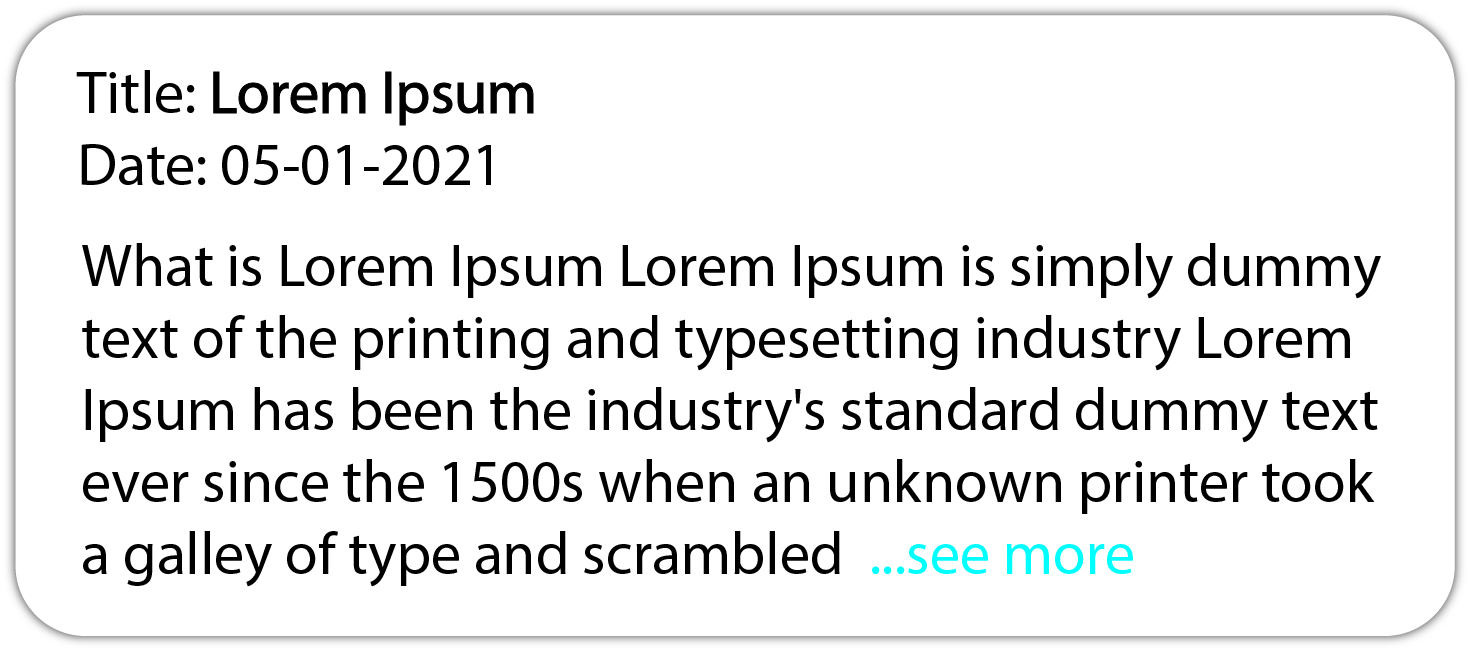 Title: Lorem Ipsum
Date: 05-01-2021
What is Lorem Ipsum Lorem Ipsum is simply dummy
text of the printing and typesetting industry Lorem
Ipsum has been the industry's standard dummy text
ever since the 1500s when an unknown printer took
a galley of type and scrambled ...see more